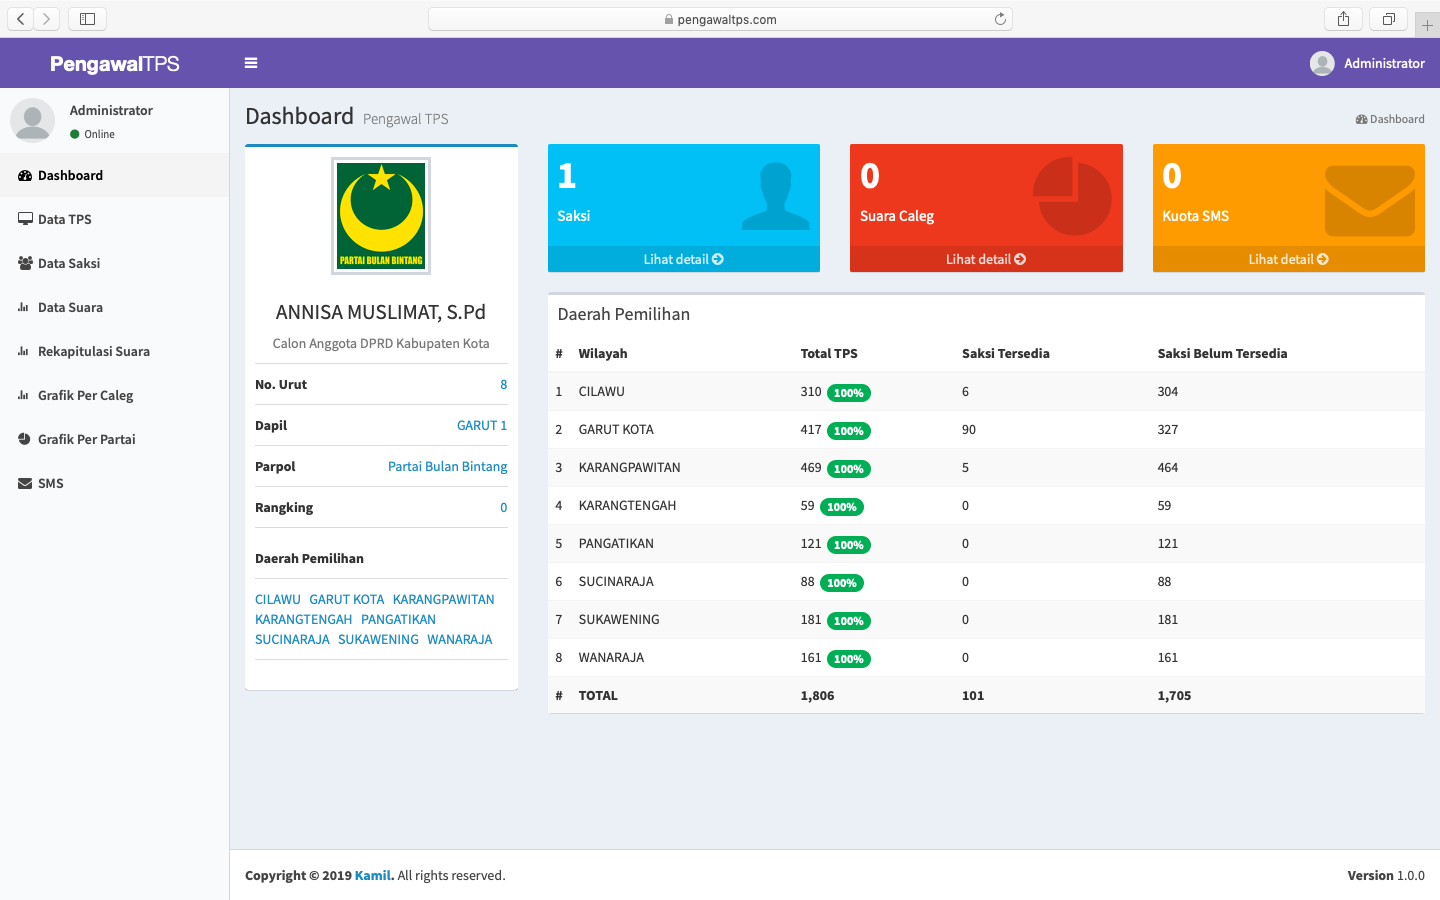 pengawaltps.com
PengawalTPS
Administrator
Administrator
Online
Dashboard
Data TPS
Data Saksi
Data Suara
Rekapitulasi Suara
Grafik Per Caleg
Grafik Per Partai
SMS
Dashboard Pengawal TPS
Dashboard
PARTAI BULAN BINTANG
ANNISA MUSLIMAT, S.Pd
Calon Anggota DPRD Kabupaten Kota
No. Urut 8
Dapil GARUT 1
Parpol Partai Bulan Bintang
Rangking 0
Daerah Pemilihan
CILAWU GARUT KOTA KARANGPAWITAN
KARANGTENGAH PANGATIKAN
SUCINARAJA SUKAWENING WANARAJA
1
Saksi
Lihat detail
0
Suara Caleg
Lihat detail
0
Kuota SMS
Lihat detail
Daerah Pemilihan
# Wilayah Total TPS Saksi Tersedia Saksi Belum Tersedia
1 CILAWU 310 100% 6 304
2 GARUT KOTA 417 100% 90 327
3 KARANGPAWITAN 469 100% 5 464
4 KARANGTENGAH 59 100% 0 59
5 PANGATIKAN 121 100% 0 121
6 SUCINARAJA 88 100% 0 88
7 SUKAWENING 181 100% 0 181
8 WANARAJA 161 100% 0 161
# TOTAL 1,806 101 1,705
Copyright © 2019 Kamil. All rights reserved.
Version 1.0.0